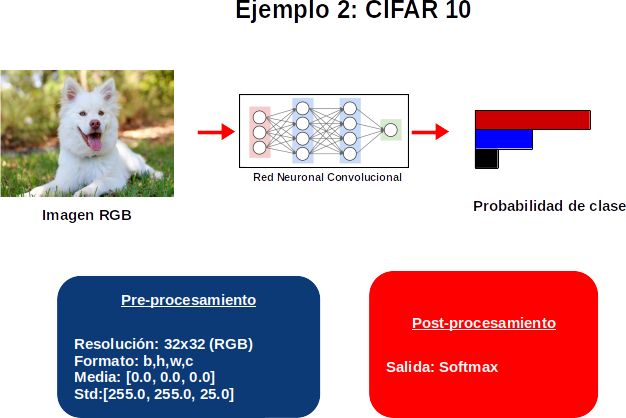 Ejemplo 2: CIFAR 10
Red Neuronal Convolucional
Imagen RGB
Probabilidad de clase
Pre-procesamiento
Resolución: 32x32 (RGB)
Formato: b,h,w,c
Media: [0.0, 0.0, 0.0]
Std:[255.0, 255.0, 25.0]
Post-procesamiento
Salida: Softmax